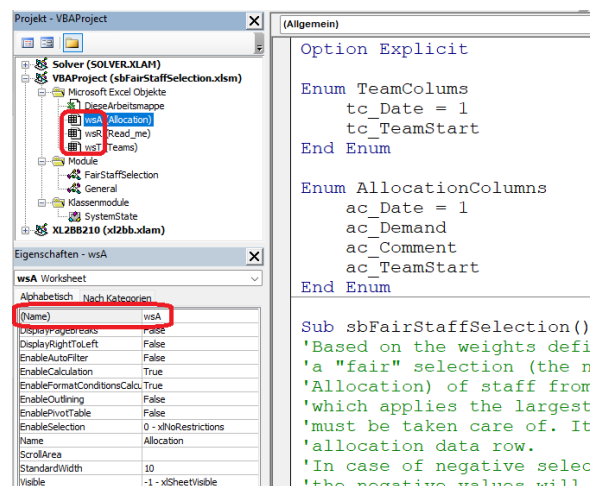 Projekt - VBAProject
Solver (SOLVER.XLAM)
VBAProject (sbFairStaffSelection.xlsm)
Microsoft Excel Objekte
DieseArbeitsmappe
wsA (Allocation)
wsR (Read_me)
wsT (Teams)
Module
FairStaffSelection
General
Klassenmodule
SystemState
XL2BB210 (xl2bb.xlam)
Eigenschaften - wsA
wsA Worksheet
Alphabetisch Nach Kategorien
(Name) wsA
DisplayPageBreaks False
DisplayRightToLeft False
EnableAutoFilter False
EnableCalculation True
EnableFormatConditionsCalcu True
EnableOutlining False
EnablePivotTable False
EnableSelection 0 - xlNoRestrictions
Name Allocation
ScrollArea
StandardWidth 10
Visible -1 - xlSheetVisible
(Allgemein)
Option Explicit
Enum TeamColums
tc_Date = 1
tc_TeamStart
End Enum
Enum AllocationColumns
ac_Date = 1
ac_Demand
ac_Comment
ac_TeamStart
End Enum
Sub sbFairStaffSelection()
'Based on the weights defi
'a "fair" selection (the n
'Allocation) of staff from
'which applies the largest
'must be taken care of. It
'allocation data row.
'In case of negative selec
'the negative values will